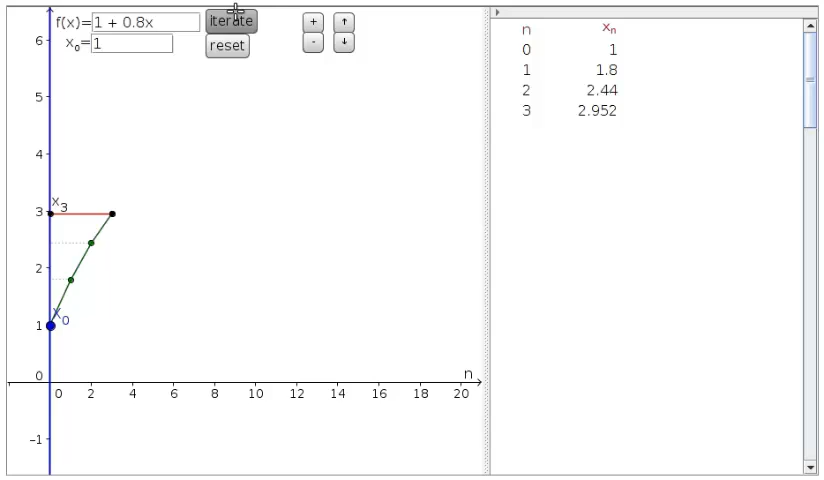 f(x)= 1 + 0.8x iterate + ↑
x₀= 1 reset - ↓
n xₙ
0 1
1 1.8
2 2.44
3 2.952
6
5
4
3
2
1
0
−1
x₃
x₀
n
0 2 4 6 8 10 12 14 16 18 20